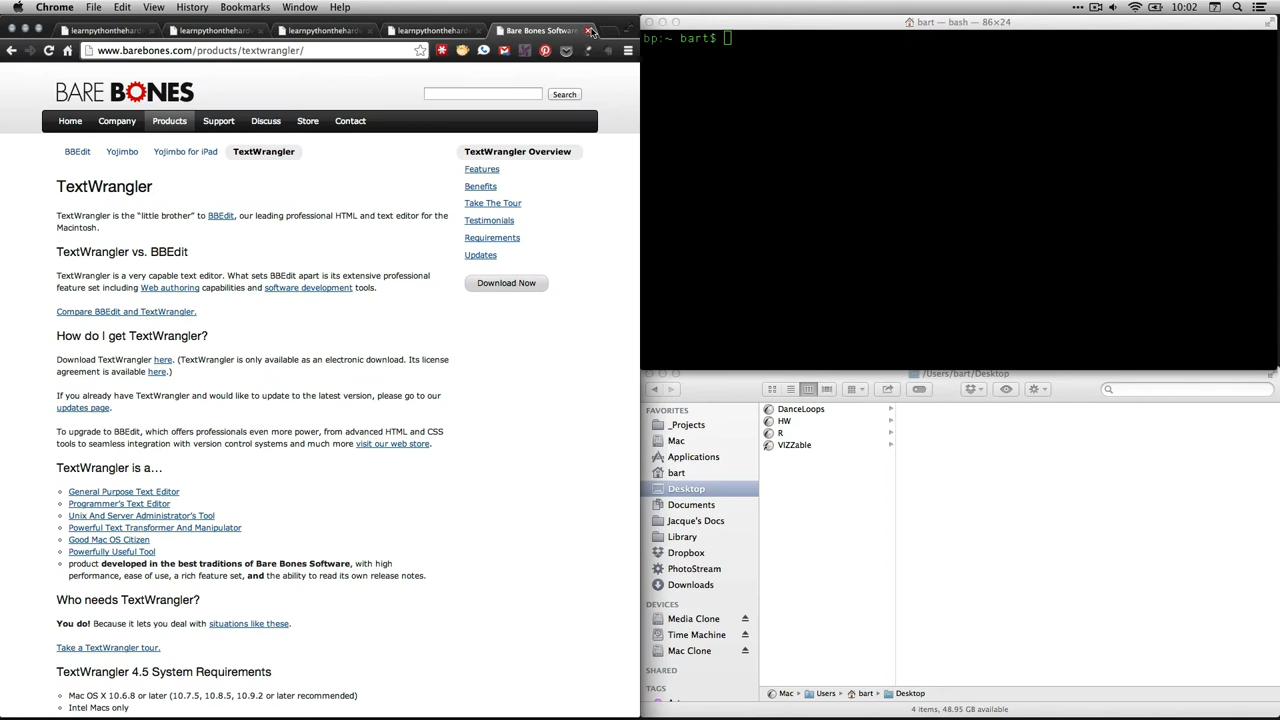 Chrome File Edit View History Bookmarks Window Help 10:02
learnpythonthehard learnpythonthehard learnpythonthehard learnpythonthehard Bare Bones Software
www.barebones.com/products/textwrangler/
BARE BONES
Search
Home Company Products Support Discuss Store Contact
BBEdit Yojimbo Yojimbo for iPad TextWrangler
TextWrangler
TextWrangler is the “little brother” to BBEdit, our leading professional HTML and text editor for the
Macintosh.
TextWrangler vs. BBEdit
TextWrangler is a very capable text editor. What sets BBEdit apart is its extensive professional
feature set including Web authoring capabilities and software development tools.
Compare BBEdit and TextWrangler.
How do I get TextWrangler?
Download TextWrangler here. (TextWrangler is only available as an electronic download. Its license
agreement is available here.)
If you already have TextWrangler and would like to update to the latest version, please go to our
updates page.
To upgrade to BBEdit, which offers professionals even more power, from advanced HTML and CSS
tools to seamless integration with version control systems and much more visit our web store.
TextWrangler is a…
General Purpose Text Editor
Programmer's Text Editor
Unix And Server Administrator's Tool
Powerful Text Transformer And Manipulator
Good Mac OS Citizen
Powerfully Useful Tool
product developed in the best traditions of Bare Bones Software, with high
performance, ease of use, a rich feature set, and the ability to read its own release notes.
Who needs TextWrangler?
You do! Because it lets you deal with situations like these.
Take a TextWrangler tour.
TextWrangler 4.5 System Requirements
Mac OS X 10.6.8 or later (10.7.5, 10.8.5, 10.9.2 or later recommended)
Intel Macs only
TextWrangler Overview
Features
Benefits
Take The Tour
Testimonials
Requirements
Updates
Download Now
bart — bash — 86×24
bp:~ bart$
/Users/bart/Desktop
FAVORITES
_Projects
Mac
Applications
bart
Desktop
Documents
Jacque's Docs
Library
Dropbox
PhotoStream
Downloads
DEVICES
Media Clone
Time Machine
Mac Clone
SHARED
TAGS
DanceLoops
HW
R
VIZZable
Mac Users bart Desktop
4 items, 48.95 GB available